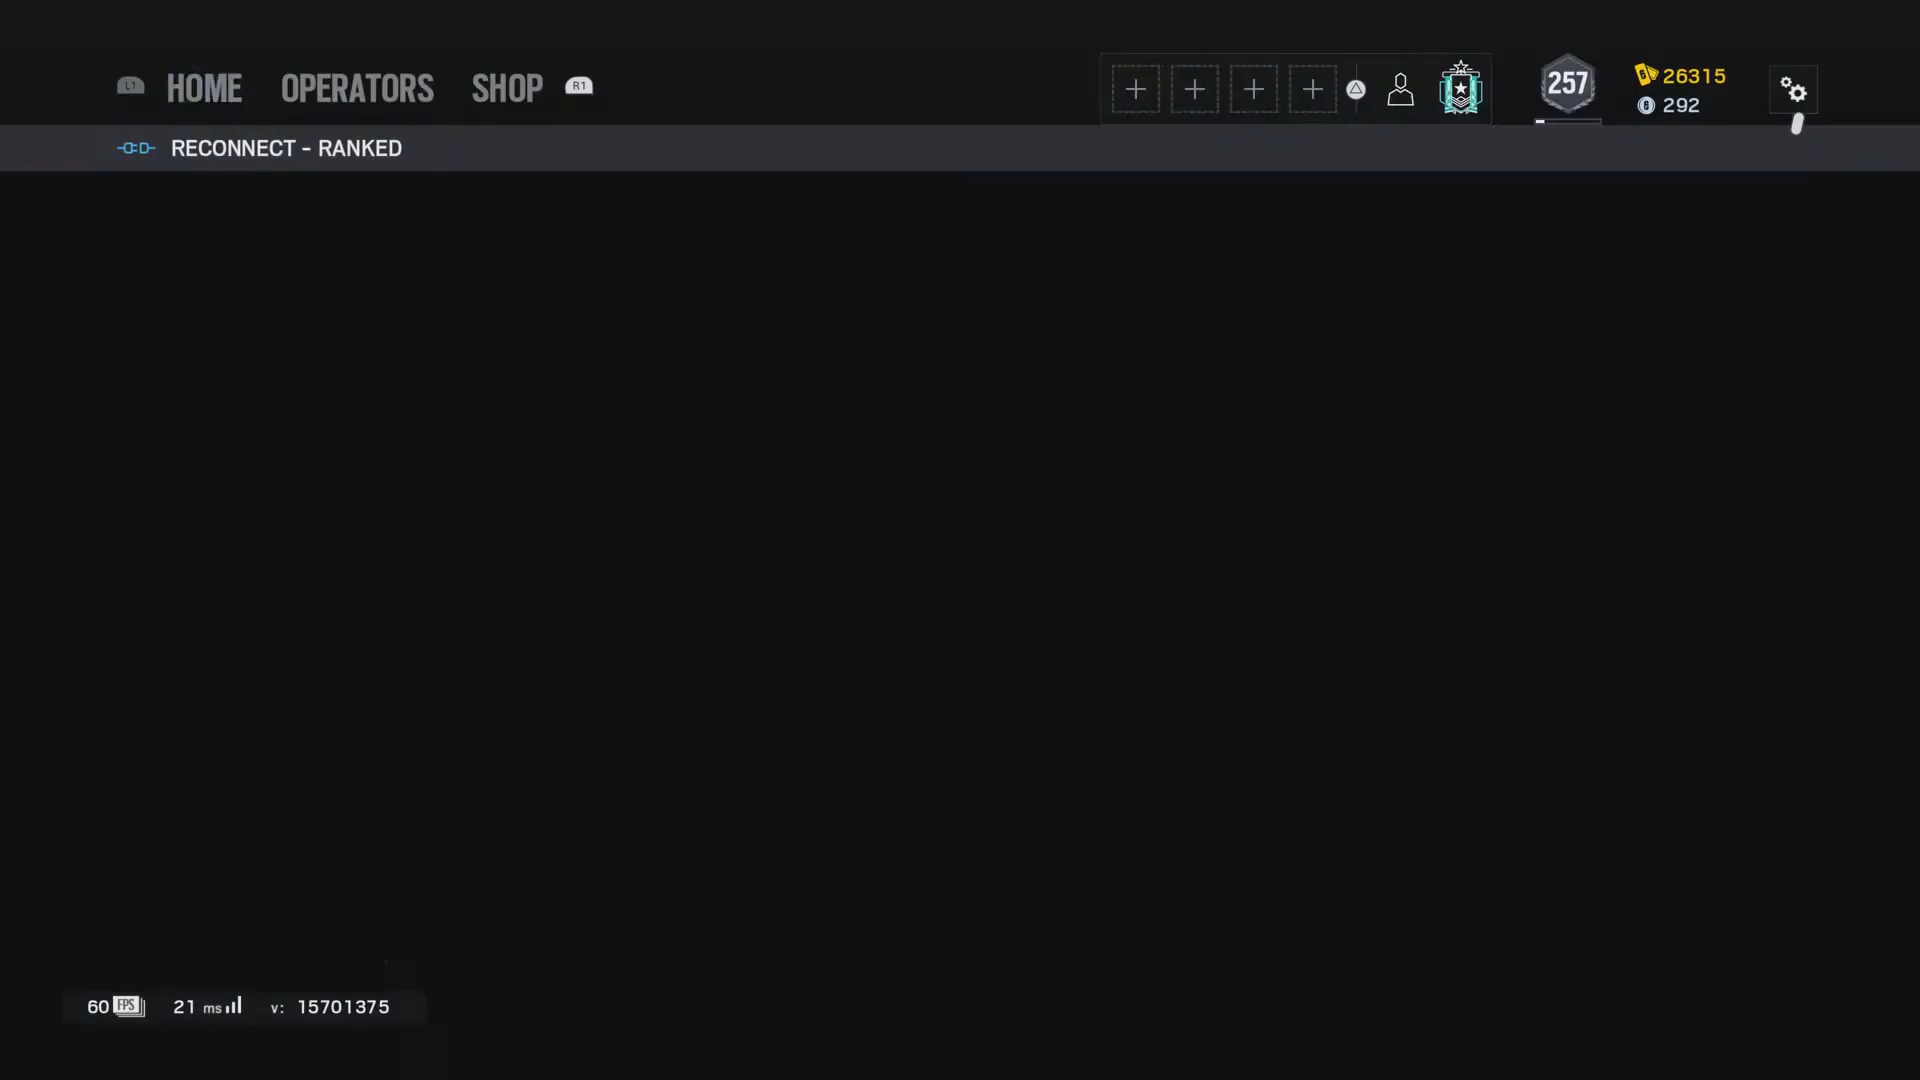 L1 HOME OPERATORS SHOP R1
257
26315
292
RECONNECT - RANKED
60 FPS 21 ms v: 15701375